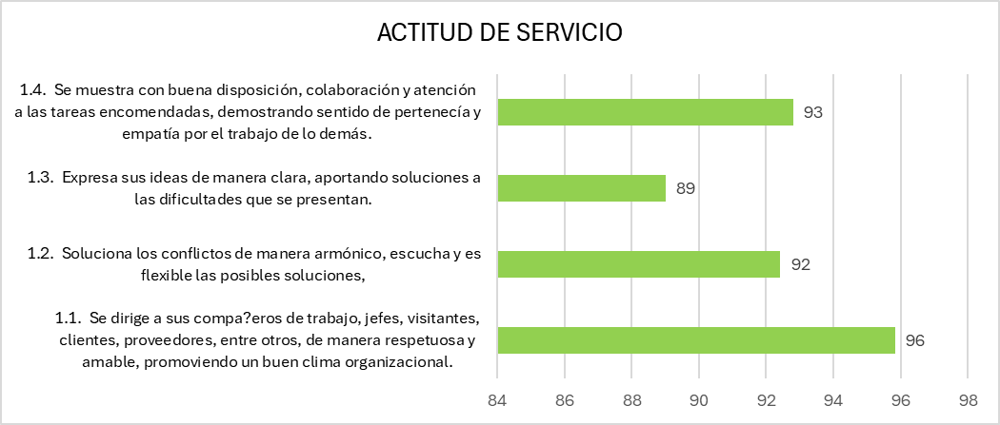 ACTITUD DE SERVICIO
1.4.  Se muestra con buena disposición, colaboración y atención
a las tareas encomendadas, demostrando sentido de pertenecía y
empatía por el trabajo de lo demás.
93
1.3.  Expresa sus ideas de manera clara, aportando soluciones a
las dificultades que se presentan.
89
1.2.  Soluciona los conflictos de manera armónico, escucha y es
flexible las posibles soluciones,
92
1.1.  Se dirige a sus compa?eros de trabajo, jefes, visitantes,
clientes, proveedores, entre otros, de manera respetuosa y
amable, promoviendo un buen clima organizacional.
96
84 86 88 90 92 94 96 98